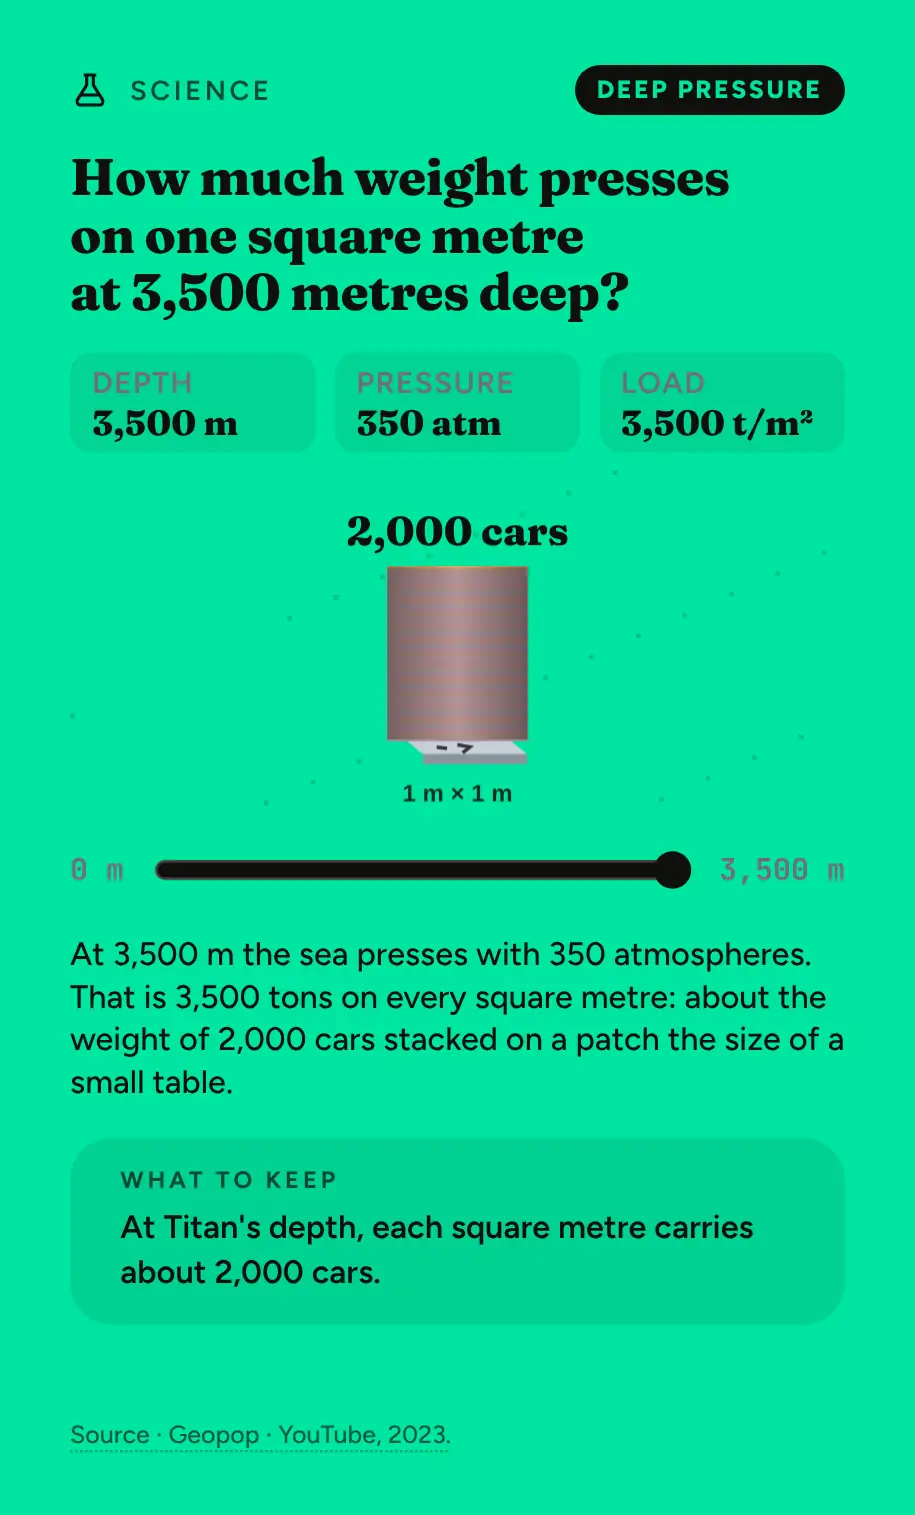 SCIENCE
DEEP PRESSURE
How much weight presses
on one square metre
at 3,500 metres deep?
DEPTH
3,500 m
PRESSURE
350 atm
LOAD
3,500 t/m²
2,000 cars
1 m × 1 m
0 m
3,500 m
At 3,500 m the sea presses with 350 atmospheres.
That is 3,500 tons on every square metre: about the
weight of 2,000 cars stacked on a patch the size of a
small table.
WHAT TO KEEP
At Titan's depth, each square metre carries
about 2,000 cars.
Source · Geopop · YouTube, 2023.